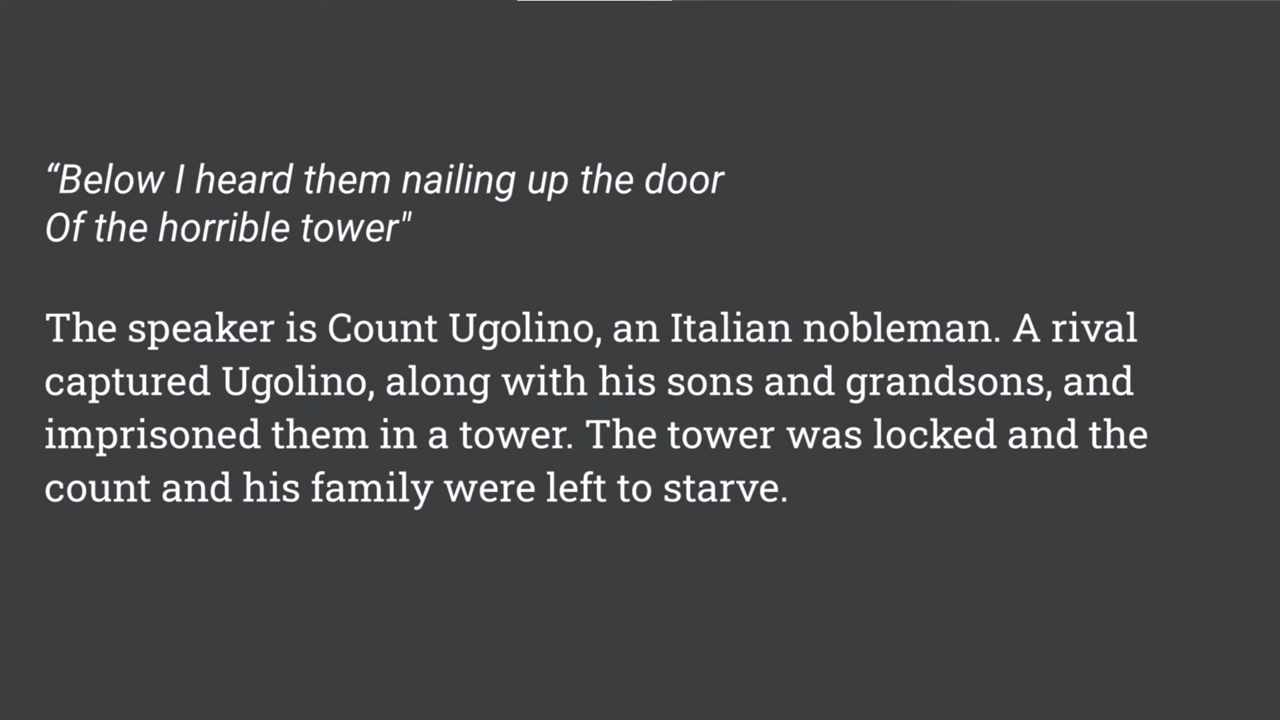 “Below I heard them nailing up the door
Of the horrible tower"
The speaker is Count Ugolino, an Italian nobleman. A rival
captured Ugolino, along with his sons and grandsons, and
imprisoned them in a tower. The tower was locked and the
count and his family were left to starve.